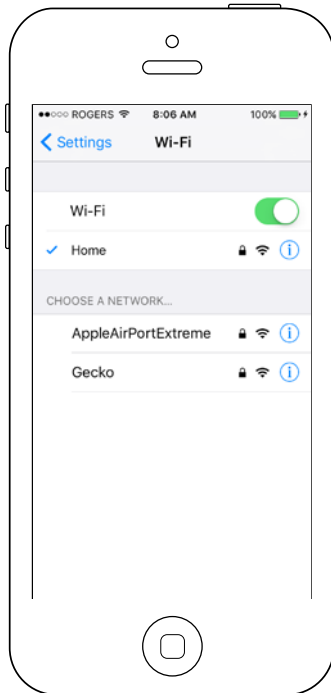 ROGERS 8:06 AM 100%
Settings Wi-Fi
Wi-Fi
Home
CHOOSE A NETWORK...
AppleAirPortExtreme
Gecko